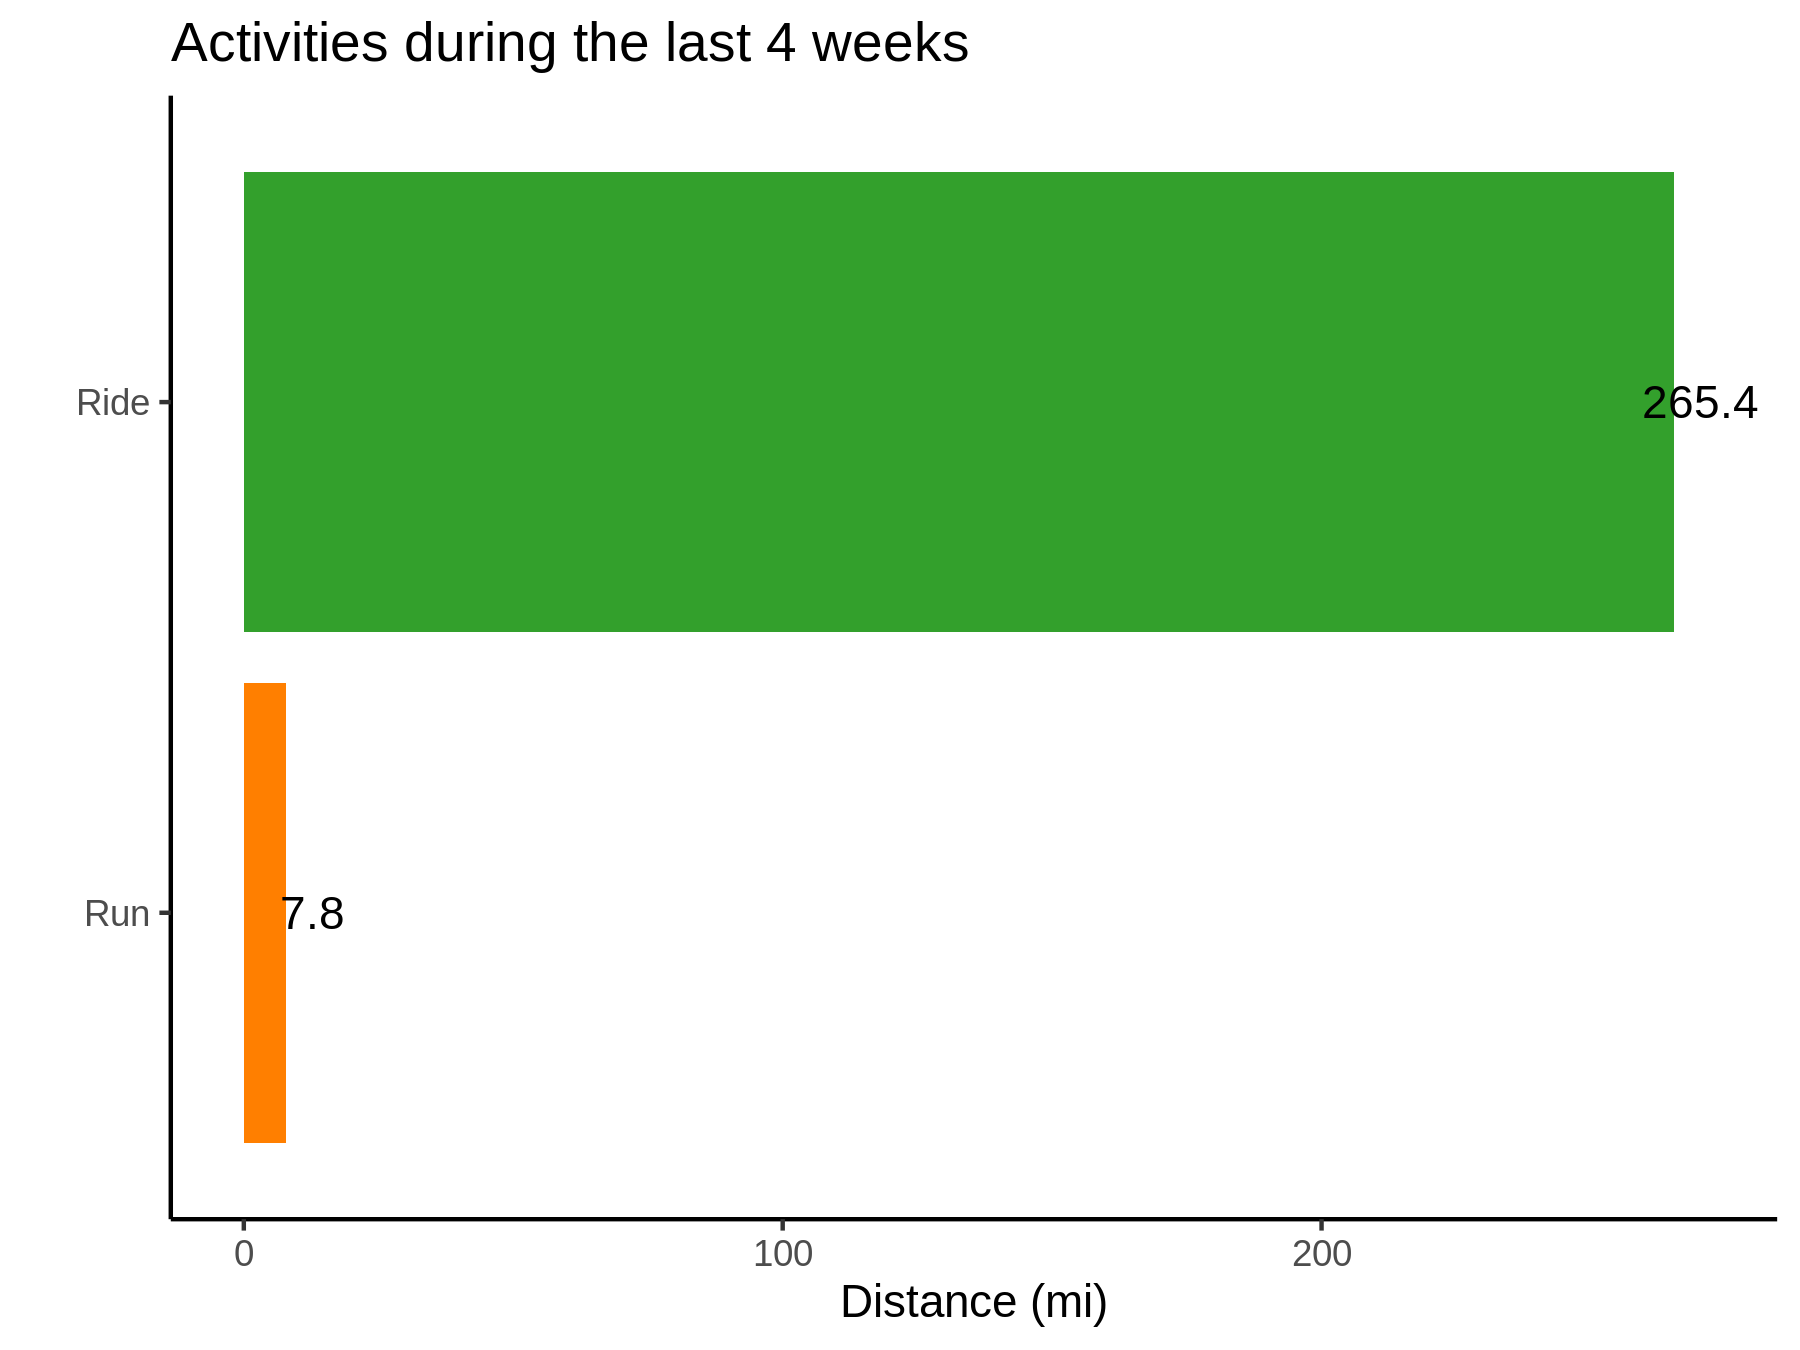 Activities during the last 4 weeks
Ride
265.4
Run
7.8
0 100 200
Distance (mi)